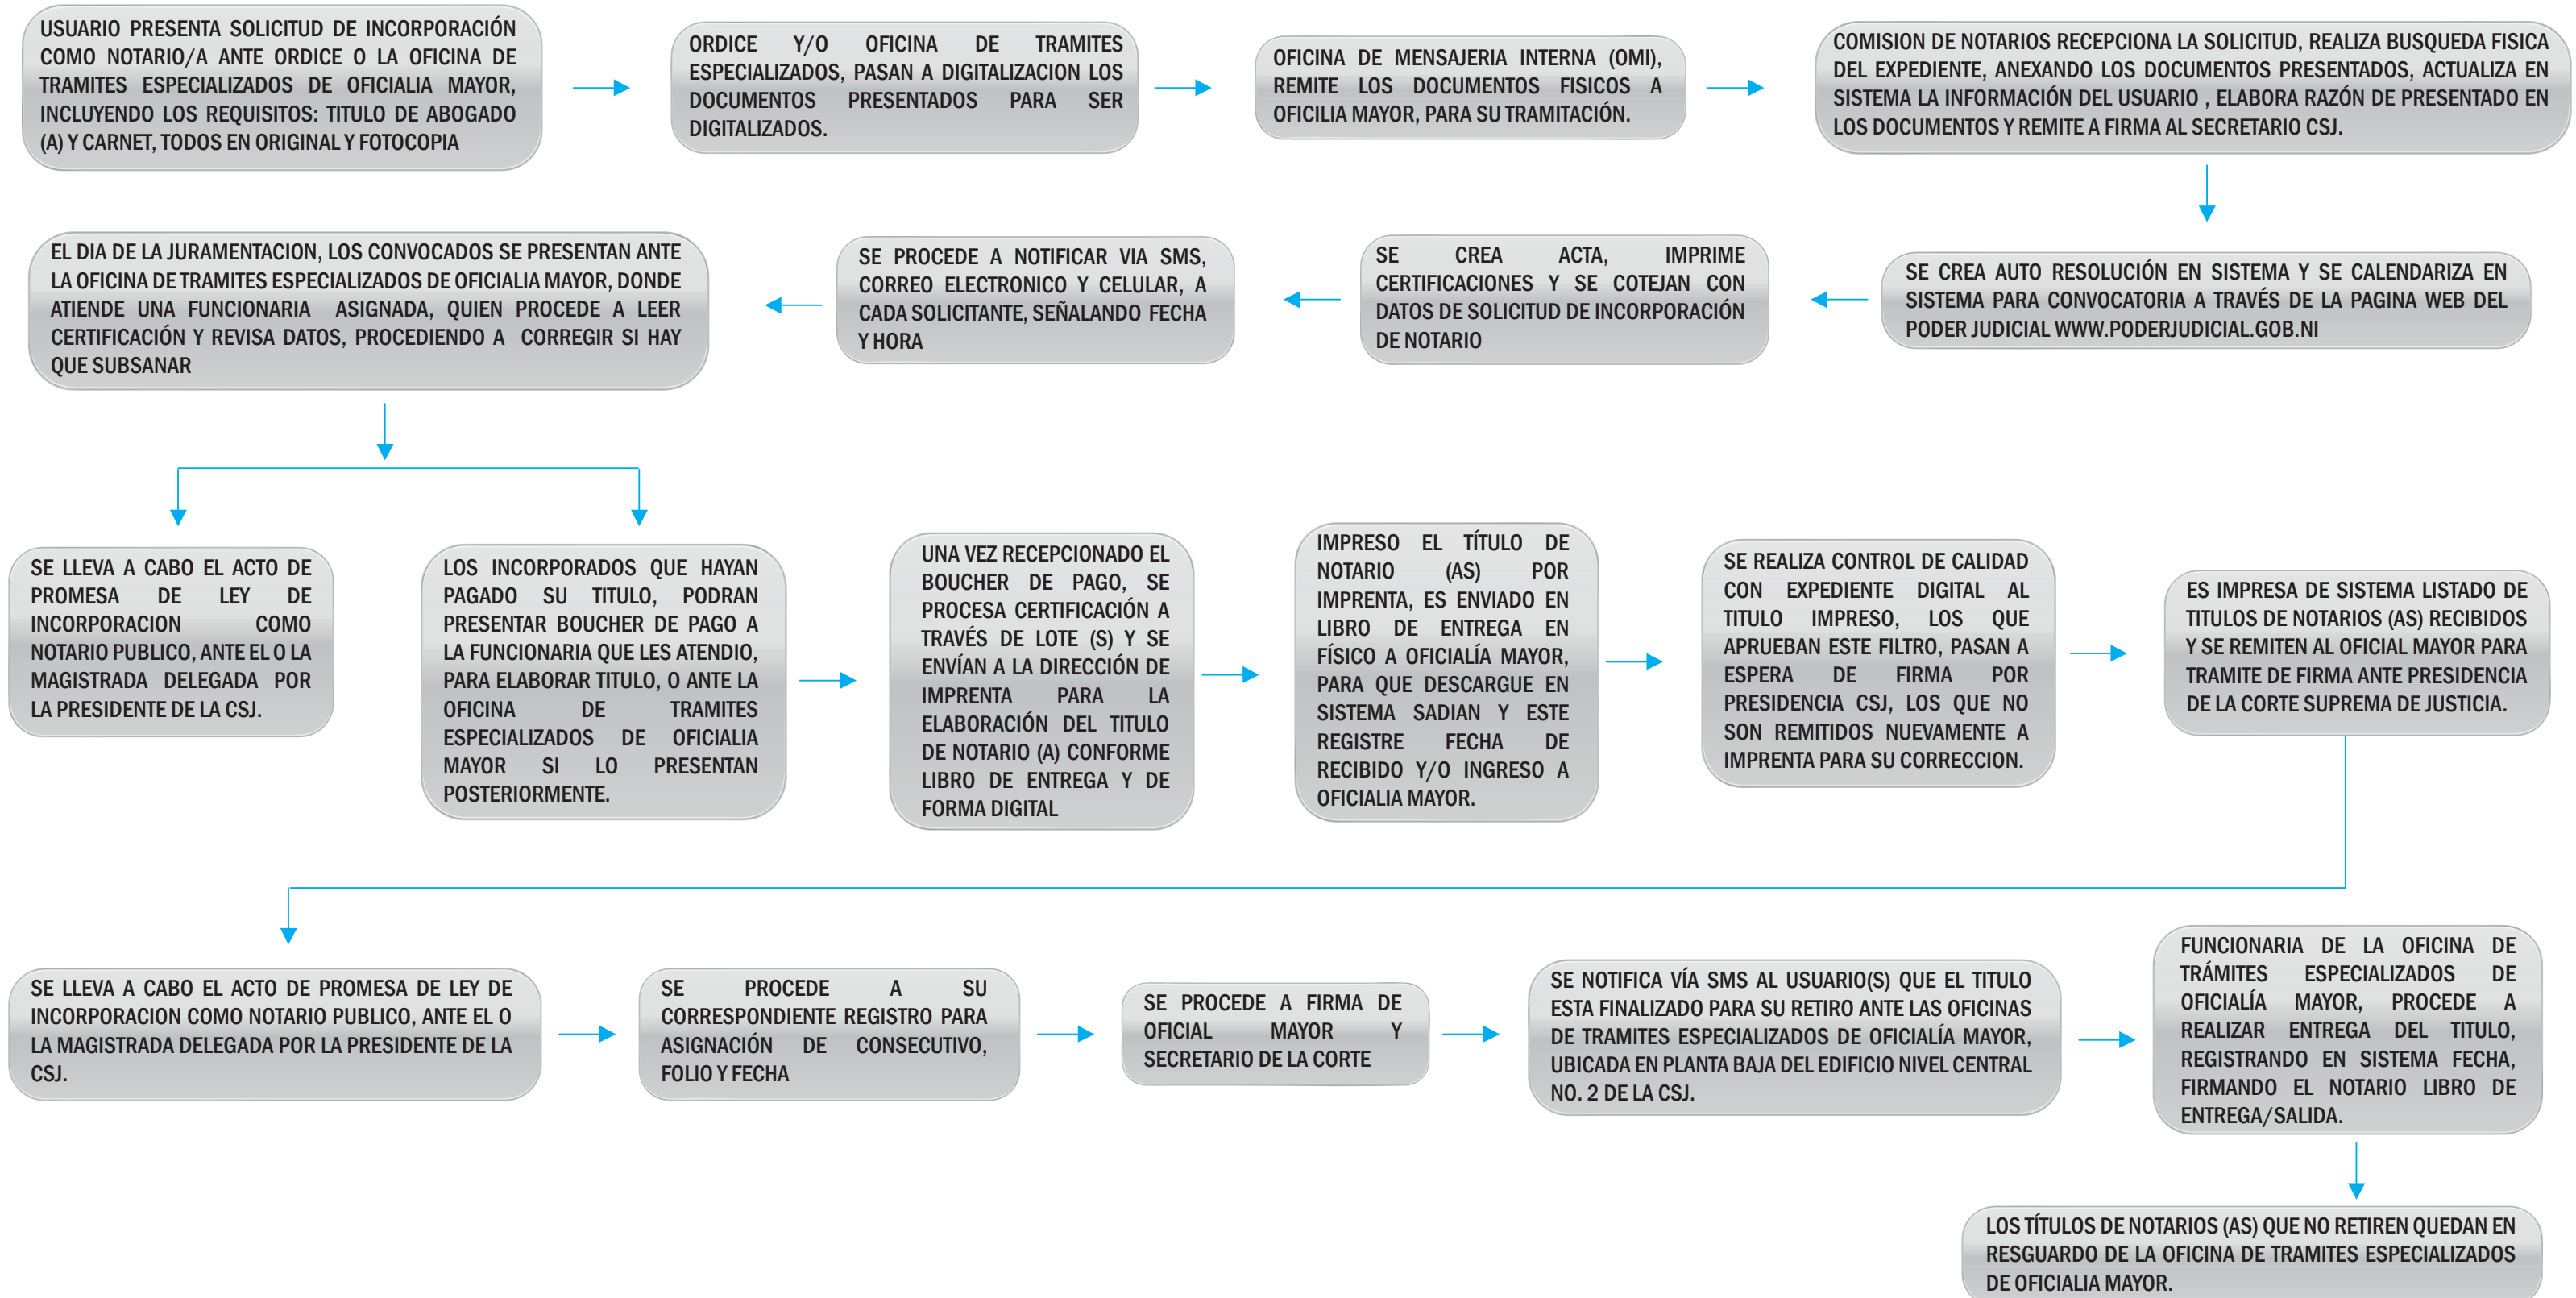 USUARIO PRESENTA SOLICITUD DE INCORPORACIÓN
COMO NOTARIO/A ANTE ORDICE O LA OFICINA DE
TRAMITES ESPECIALIZADOS DE OFICIALIA MAYOR,
INCLUYENDO LOS REQUISITOS: TITULO DE ABOGADO
(A) Y CARNET, TODOS EN ORIGINAL Y FOTOCOPIA
ORDICE Y/O OFICINA DE TRAMITES
ESPECIALIZADOS, PASAN A DIGITALIZACION LOS
DOCUMENTOS PRESENTADOS PARA SER
DIGITALIZADOS.
OFICINA DE MENSAJERIA INTERNA (OMI),
REMITE LOS DOCUMENTOS FISICOS A
OFICILIA MAYOR, PARA SU TRAMITACIÓN.
COMISION DE NOTARIOS RECEPCIONA LA SOLICITUD, REALIZA BUSQUEDA FISICA
DEL EXPEDIENTE, ANEXANDO LOS DOCUMENTOS PRESENTADOS, ACTUALIZA EN
SISTEMA LA INFORMACIÓN DEL USUARIO , ELABORA RAZÓN DE PRESENTADO EN
LOS DOCUMENTOS Y REMITE A FIRMA AL SECRETARIO CSJ.
SE CREA AUTO RESOLUCIÓN EN SISTEMA Y SE CALENDARIZA EN
SISTEMA PARA CONVOCATORIA A TRAVÉS DE LA PAGINA WEB DEL
PODER JUDICIAL WWW.PODERJUDICIAL.GOB.NI
SE CREA ACTA, IMPRIME
CERTIFICACIONES Y SE COTEJAN CON
DATOS DE SOLICITUD DE INCORPORACIÓN
DE NOTARIO
SE PROCEDE A NOTIFICAR VIA SMS,
CORREO ELECTRONICO Y CELULAR, A
CADA SOLICITANTE, SEÑALANDO FECHA
Y HORA
EL DIA DE LA JURAMENTACION, LOS CONVOCADOS SE PRESENTAN ANTE
LA OFICINA DE TRAMITES ESPECIALIZADOS DE OFICIALIA MAYOR, DONDE
ATIENDE UNA FUNCIONARIA ASIGNADA, QUIEN PROCEDE A LEER
CERTIFICACIÓN Y REVISA DATOS, PROCEDIENDO A CORREGIR SI HAY
QUE SUBSANAR
SE LLEVA A CABO EL ACTO DE
PROMESA DE LEY DE
INCORPORACION COMO
NOTARIO PUBLICO, ANTE EL O LA
MAGISTRADA DELEGADA POR
LA PRESIDENTE DE LA CSJ.
LOS INCORPORADOS QUE HAYAN
PAGADO SU TITULO, PODRAN
PRESENTAR BOUCHER DE PAGO A
LA FUNCIONARIA QUE LES ATENDIO,
PARA ELABORAR TITULO, O ANTE LA
OFICINA DE TRAMITES
ESPECIALIZADOS DE OFICIALIA
MAYOR SI LO PRESENTAN
POSTERIORMENTE.
UNA VEZ RECEPCIONADO EL
BOUCHER DE PAGO, SE
PROCESA CERTIFICACIÓN A
TRAVÉS DE LOTE (S) Y SE
ENVÍAN A LA DIRECCIÓN DE
IMPRENTA PARA LA
ELABORACIÓN DEL TITULO
DE NOTARIO (A) CONFORME
LIBRO DE ENTREGA Y DE
FORMA DIGITAL
IMPRESO EL TÍTULO DE
NOTARIO (AS) POR
IMPRENTA, ES ENVIADO EN
LIBRO DE ENTREGA EN
FÍSICO A OFICIALÍA MAYOR,
PARA QUE DESCARGUE EN
SISTEMA SADIAN Y ESTE
REGISTRE FECHA DE
RECIBIDO Y/O INGRESO A
OFICIALIA MAYOR.
SE REALIZA CONTROL DE CALIDAD
CON EXPEDIENTE DIGITAL AL
TITULO IMPRESO, LOS QUE
APRUEBAN ESTE FILTRO, PASAN A
ESPERA DE FIRMA POR
PRESIDENCIA CSJ, LOS QUE NO
SON REMITIDOS NUEVAMENTE A
IMPRENTA PARA SU CORRECCION.
ES IMPRESA DE SISTEMA LISTADO DE
TITULOS DE NOTARIOS (AS) RECIBIDOS
Y SE REMITEN AL OFICIAL MAYOR PARA
TRAMITE DE FIRMA ANTE PRESIDENCIA
DE LA CORTE SUPREMA DE JUSTICIA.
SE LLEVA A CABO EL ACTO DE PROMESA DE LEY DE
INCORPORACION COMO NOTARIO PUBLICO, ANTE EL O
LA MAGISTRADA DELEGADA POR LA PRESIDENTE DE LA
CSJ.
SE PROCEDE A SU
CORRESPONDIENTE REGISTRO PARA
ASIGNACIÓN DE CONSECUTIVO,
FOLIO Y FECHA
SE PROCEDE A FIRMA DE
OFICIAL MAYOR Y
SECRETARIO DE LA CORTE
SE NOTIFICA VÍA SMS AL USUARIO(S) QUE EL TITULO
ESTA FINALIZADO PARA SU RETIRO ANTE LAS OFICINAS
DE TRAMITES ESPECIALIZADOS DE OFICIALÍA MAYOR,
UBICADA EN PLANTA BAJA DEL EDIFICIO NIVEL CENTRAL
NO. 2 DE LA CSJ.
FUNCIONARIA DE LA OFICINA DE
TRÁMITES ESPECIALIZADOS DE
OFICIALÍA MAYOR, PROCEDE A
REALIZAR ENTREGA DEL TITULO,
REGISTRANDO EN SISTEMA FECHA,
FIRMANDO EL NOTARIO LIBRO DE
ENTREGA/SALIDA.
LOS TÍTULOS DE NOTARIOS (AS) QUE NO RETIREN QUEDAN EN
RESGUARDO DE LA OFICINA DE TRAMITES ESPECIALIZADOS
DE OFICIALIA MAYOR.